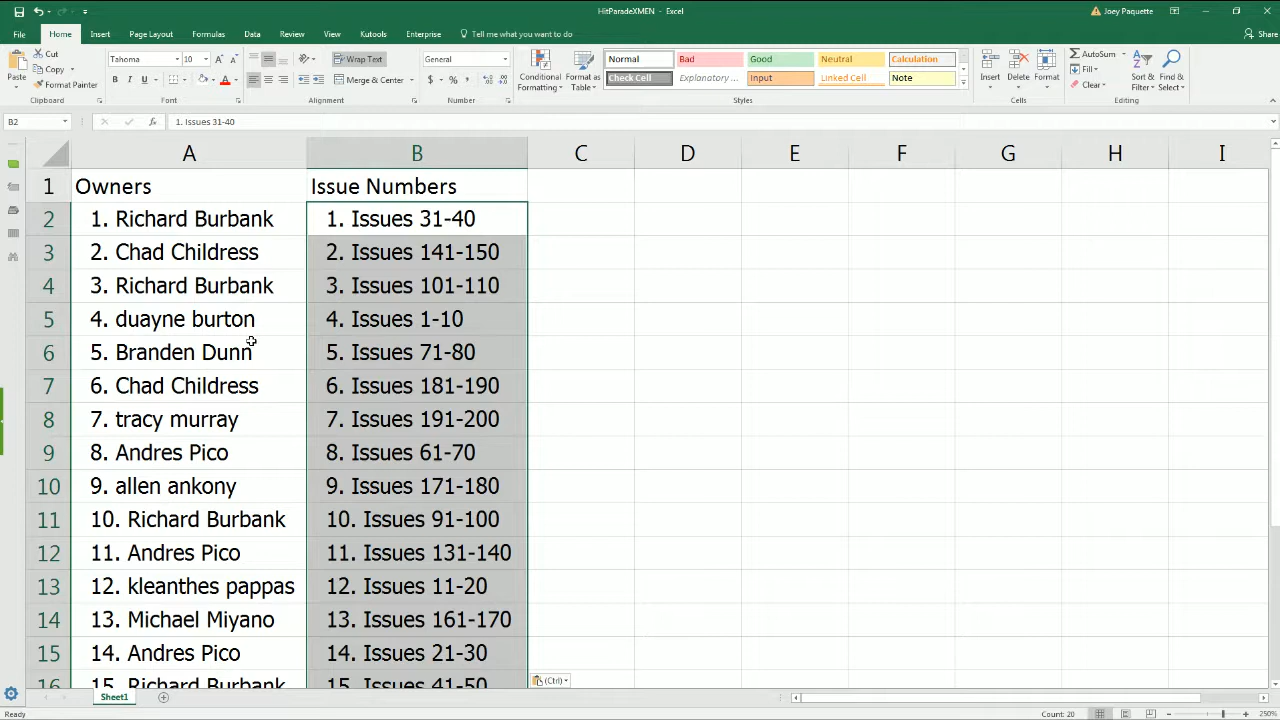 HitParadeXMEN - Excel
Joey Paquette
File Home Insert Page Layout Formulas Data Review View Kutools Enterprise Tell me what you want to do Share
Paste
Cut
Copy
Format Painter
Clipboard
Tahoma 10
B I U
Font
Wrap Text
Merge & Center
Alignment
General
$ % ,
Number
Conditional Formatting
Format as Table
Normal Bad Good Neutral Calculation
Check Cell Explanatory ... Input Linked Cell Note
Styles
Insert Delete Format
Cells
AutoSum
Fill
Clear
Sort & Filter
Find & Select
Editing
B2 fx 1. Issues 31-40
A B C D E F G H I
1 Owners Issue Numbers
2 1. Richard Burbank 1. Issues 31-40
3 2. Chad Childress 2. Issues 141-150
4 3. Richard Burbank 3. Issues 101-110
5 4. duayne burton 4. Issues 1-10
6 5. Branden Dunn 5. Issues 71-80
7 6. Chad Childress 6. Issues 181-190
8 7. tracy murray 7. Issues 191-200
9 8. Andres Pico 8. Issues 61-70
10 9. allen ankony 9. Issues 171-180
11 10. Richard Burbank 10. Issues 91-100
12 11. Andres Pico 11. Issues 131-140
13 12. kleanthes pappas 12. Issues 11-20
14 13. Michael Miyano 13. Issues 161-170
15 14. Andres Pico 14. Issues 21-30
16 15. Richard Burbank 15. Issues 41-50
(Ctrl)
Sheet1
Ready Count: 20 250%